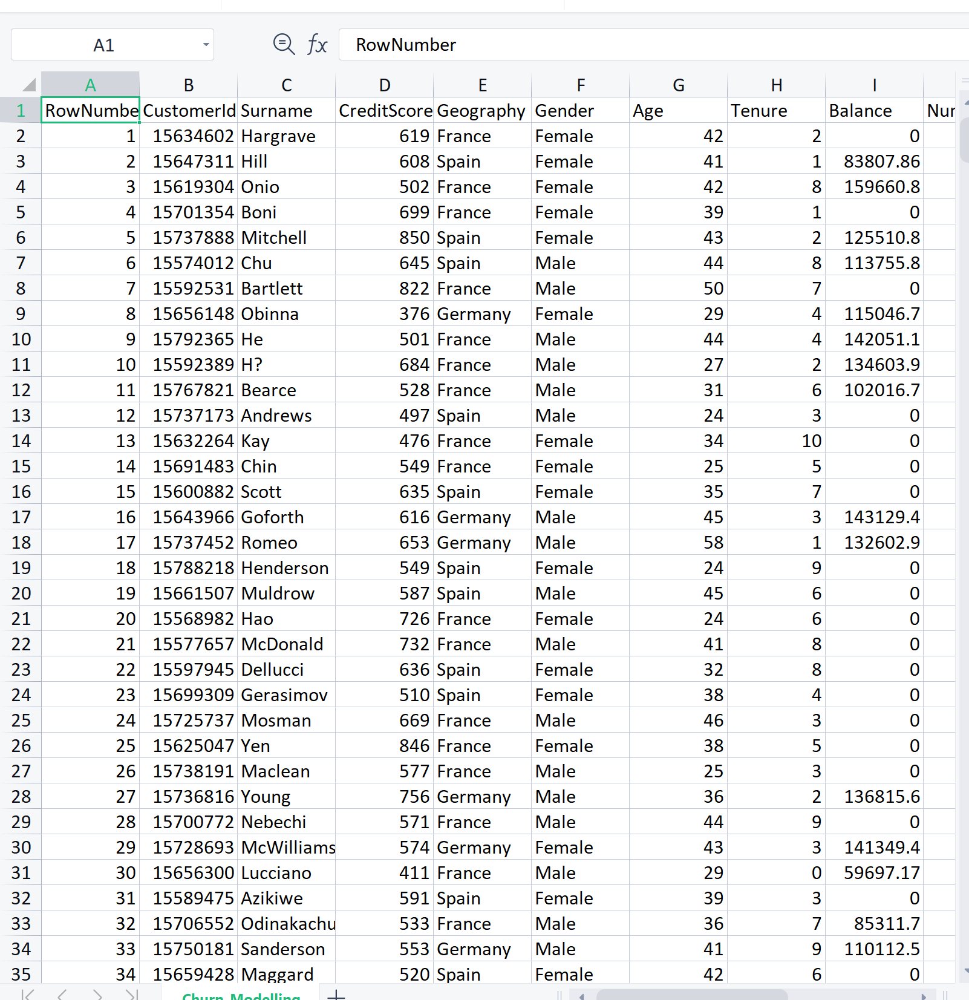 A1 fx RowNumber
A B C D E F G H I
1 RowNumbe CustomerId Surname CreditScore Geography Gender Age Tenure Balance Nur
2 1 15634602 Hargrave 619 France Female 42 2 0
3 2 15647311 Hill 608 Spain Female 41 1 83807.86
4 3 15619304 Onio 502 France Female 42 8 159660.8
5 4 15701354 Boni 699 France Female 39 1 0
6 5 15737888 Mitchell 850 Spain Female 43 2 125510.8
7 6 15574012 Chu 645 Spain Male 44 8 113755.8
8 7 15592531 Bartlett 822 France Male 50 7 0
9 8 15656148 Obinna 376 Germany Female 29 4 115046.7
10 9 15792365 He 501 France Male 44 4 142051.1
11 10 15592389 H? 684 France Male 27 2 134603.9
12 11 15767821 Bearce 528 France Male 31 6 102016.7
13 12 15737173 Andrews 497 Spain Male 24 3 0
14 13 15632264 Kay 476 France Female 34 10 0
15 14 15691483 Chin 549 France Female 25 5 0
16 15 15600882 Scott 635 Spain Female 35 7 0
17 16 15643966 Goforth 616 Germany Male 45 3 143129.4
18 17 15737452 Romeo 653 Germany Male 58 1 132602.9
19 18 15788218 Henderson 549 Spain Female 24 9 0
20 19 15661507 Muldrow 587 Spain Male 45 6 0
21 20 15568982 Hao 726 France Female 24 6 0
22 21 15577657 McDonald 732 France Male 41 8 0
23 22 15597945 Dellucci 636 Spain Female 32 8 0
24 23 15699309 Gerasimov 510 Spain Female 38 4 0
25 24 15725737 Mosman 669 France Male 46 3 0
26 25 15625047 Yen 846 France Female 38 5 0
27 26 15738191 Maclean 577 France Male 25 3 0
28 27 15736816 Young 756 Germany Male 36 2 136815.6
29 28 15700772 Nebechi 571 France Male 44 9 0
30 29 15728693 McWilliams 574 Germany Female 43 3 141349.4
31 30 15656300 Lucciano 411 France Male 29 0 59697.17
32 31 15589475 Azikiwe 591 Spain Female 39 3 0
33 32 15706552 Odinakachu 533 France Male 36 7 85311.7
34 33 15750181 Sanderson 553 Germany Male 41 9 110112.5
35 34 15659428 Maggard 520 Spain Female 42 6 0
Churn_Modelling